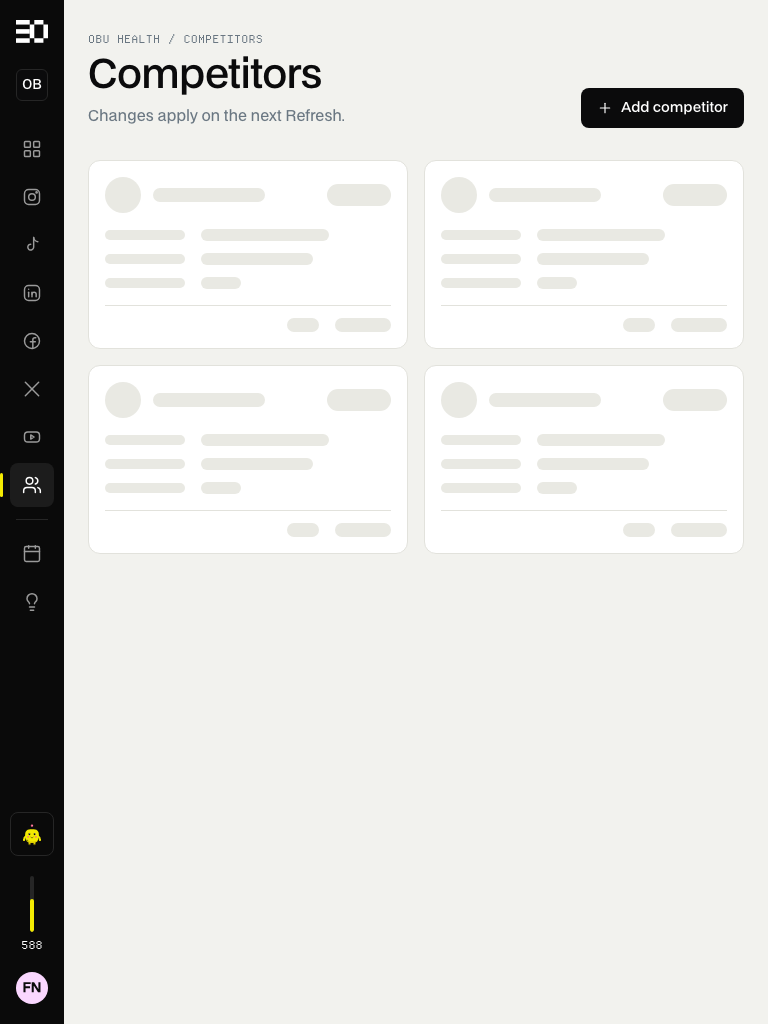 OB
OBU HEALTH / COMPETITORS
Competitors
Changes apply on the next Refresh.
Add competitor
588
FN